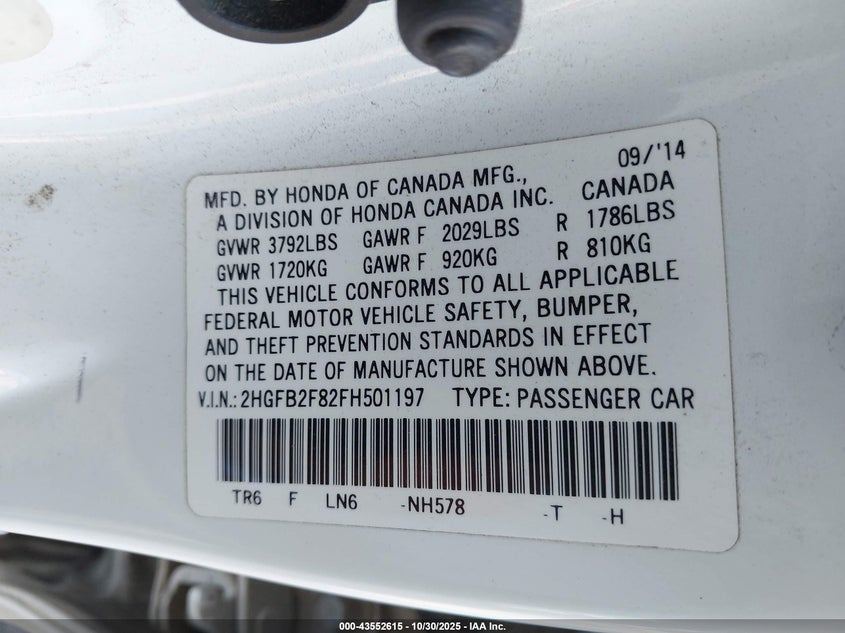 09/'14
MFD. BY HONDA OF CANADA MFG.,
A DIVISION OF HONDA CANADA INC. CANADA
GVWR 3792LBS GAWR F 2029LBS R 1786LBS
GVWR 1720KG GAWR F 920KG R 810KG
THIS VEHICLE CONFORMS TO ALL APPLICABLE
FEDERAL MOTOR VEHICLE SAFETY, BUMPER,
AND THEFT PREVENTION STANDARDS IN EFFECT
ON THE DATE OF MANUFACTURE SHOWN ABOVE.
V.I.N.: 2HGFB2F82FH501197 TYPE: PASSENGER CAR
TR6 F LN6 -NH578 -T -H
000-43552615 - 10/30/2025 - IAA Inc.